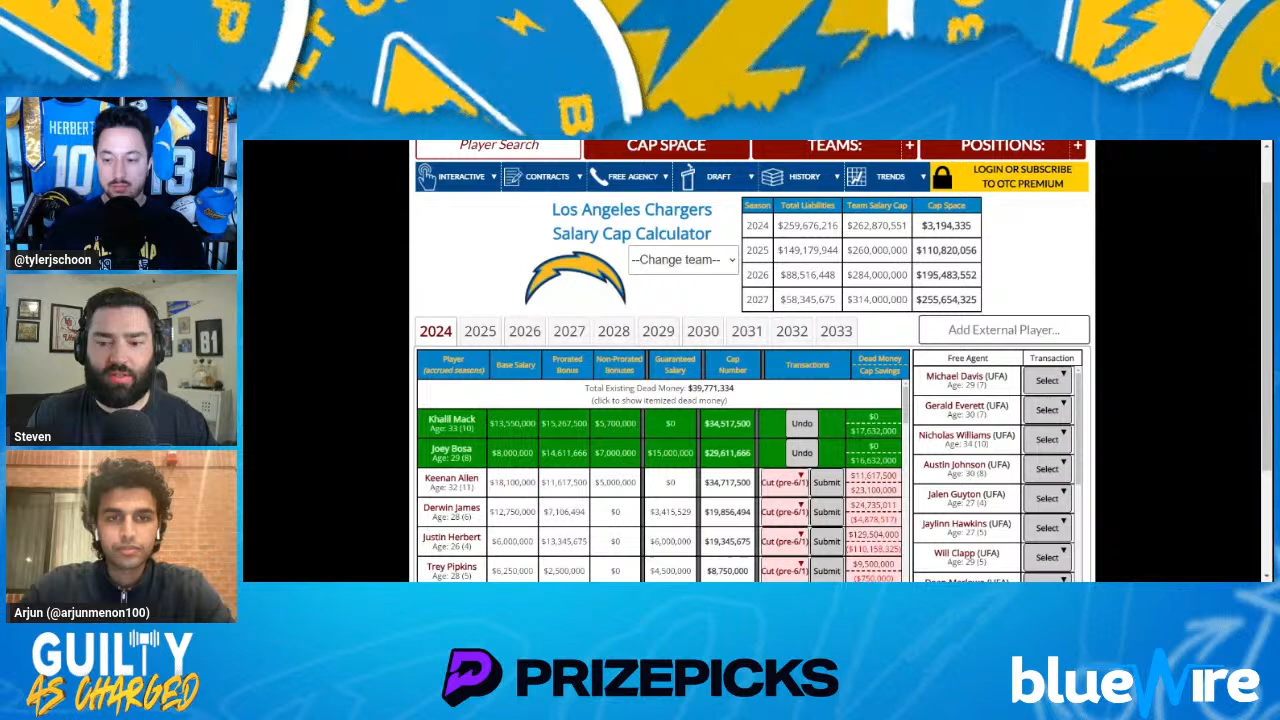 HERBERT
10
13
@tylerjschoon
81
Steven
Arjun (@arjunmenon100)
GUILTY
AS CHARGED
Player Search
CAP SPACE
TEAMS: +
POSITIONS: +
INTERACTIVE
CONTRACTS
FREE AGENCY
DRAFT
HISTORY
TRENDS
LOGIN OR SUBSCRIBE
TO OTC PREMIUM
Los Angeles Chargers
Salary Cap Calculator
--Change team--
Season Total Liabilities Team Salary Cap Cap Space
2024 $259,676,216 $262,870,551 $3,194,335
2025 $149,179,944 $260,000,000 $110,820,056
2026 $88,516,448 $284,000,000 $195,483,552
2027 $58,345,675 $314,000,000 $255,654,325
2024 2025 2026 2027 2028 2029 2030 2031 2032 2033
Add External Player...
Player
(accrued seasons)
Base Salary
Prorated
Bonus
Non-Prorated
Bonuses
Guaranteed
Salary
Cap
Number
Transactions
Dead Money
Cap Savings
Total Existing Dead Money: $39,771,334
(click to show itemized dead money)
Khalil Mack
Age: 33 (10)
$13,550,000 $15,267,500 $5,700,000 $0 $34,517,500 Undo
$0
$17,632,000
Joey Bosa
Age: 29 (8)
$8,000,000 $14,611,666 $7,000,000 $15,000,000 $29,611,666 Undo
$0
$16,632,000
Keenan Allen
Age: 32 (11)
$18,100,000 $11,617,500 $5,000,000 $0 $34,717,500 Cut (pre-6/1) Submit
$11,617,500
$23,100,000
Derwin James
Age: 28 (6)
$12,750,000 $7,106,494 $0 $3,415,529 $19,856,494 Cut (pre-6/1) Submit
$24,735,011
($4,878,517)
Justin Herbert
Age: 26 (4)
$6,000,000 $13,345,675 $0 $6,000,000 $19,345,675 Cut (pre-6/1) Submit
$129,504,000
($110,158,325)
Trey Pipkins
Age: 28 (5)
$6,250,000 $2,500,000 $0 $4,500,000 $8,750,000 Cut (pre-6/1) Submit
$9,500,000
($750,000)
Free Agent Transaction
Michael Davis (UFA)
Age: 29 (7)
Select
Gerald Everett (UFA)
Age: 30 (7)
Select
Nicholas Williams (UFA)
Age: 34 (10)
Select
Austin Johnson (UFA)
Age: 30 (8)
Select
Jalen Guyton (UFA)
Age: 27 (4)
Select
Jaylinn Hawkins (UFA)
Age: 27 (5)
Select
Will Clapp (UFA)
Age: 29 (5)
Select
PRIZEPICKS
blueWire